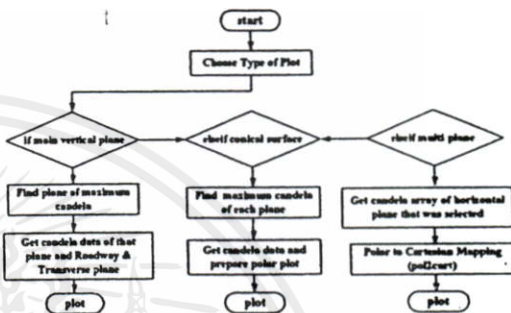 start
Choose Type of Plot
if main vertical plane
elseif conical surface
elseif multi plane
Find plane of maximum
candela
Find maximum candela
of each plane
Get candela array of horizontal
plane that was selected
Get candela data of that
plane and Roadway &
Transverse plane
Get candela data and
prepare polar plot
Polar to Cartesian Mapping
(pol2cart)
plot
plot
plot